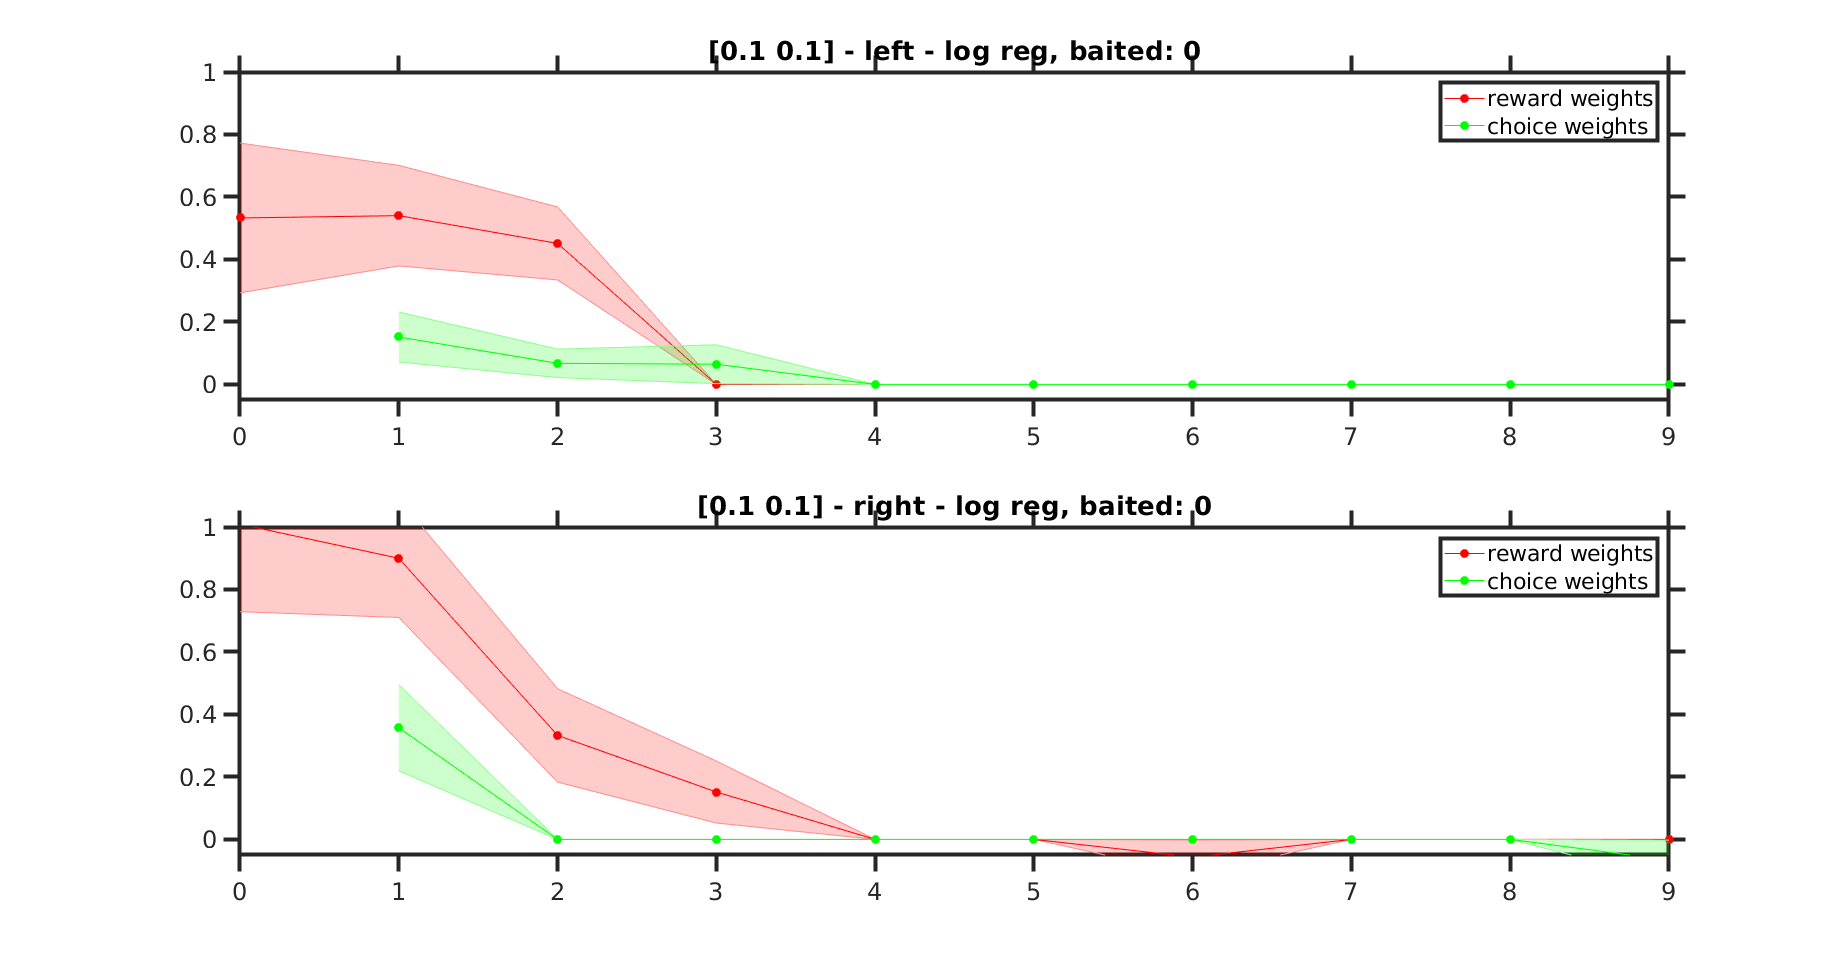 [0.1 0.1] - left - log reg, baited: 0
1
0.8
0.6
0.4
0.2
0
reward weights
choice weights
0 1 2 3 4 5 6 7 8 9
[0.1 0.1] - right - log reg, baited: 0
1
0.8
0.6
0.4
0.2
0
reward weights
choice weights
0 1 2 3 4 5 6 7 8 9